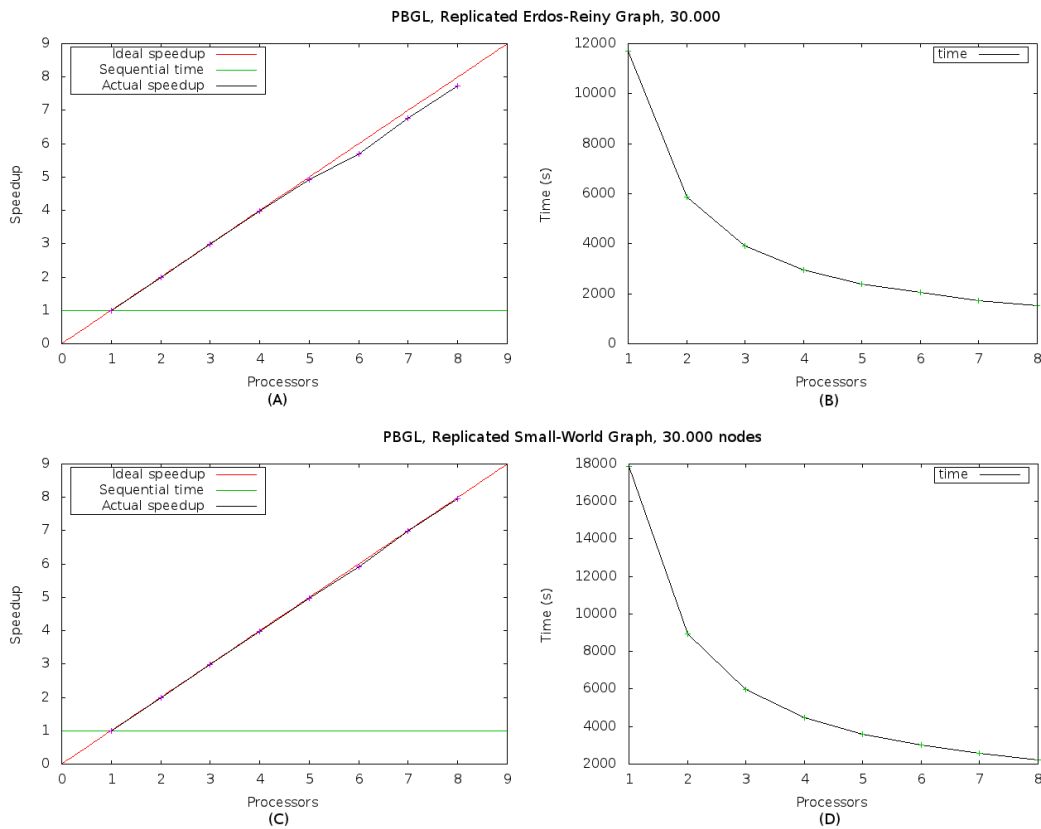 PBGL, Replicated Erdos-Reiny Graph, 30.000
9
8
7
6
5
4
3
2
1
0
Speedup
Ideal speedup
Sequential time
Actual speedup
0 1 2 3 4 5 6 7 8 9
Processors
(A)
12000
10000
8000
6000
4000
2000
0
Time (s)
time
1 2 3 4 5 6 7 8
Processors
(B)
PBGL, Replicated Small-World Graph, 30.000 nodes
9
8
7
6
5
4
3
2
1
0
Speedup
Ideal speedup
Sequential time
Actual speedup
0 1 2 3 4 5 6 7 8 9
Processors
(C)
18000
16000
14000
12000
10000
8000
6000
4000
2000
Time (s)
time
1 2 3 4 5 6 7 8
Processors
(D)